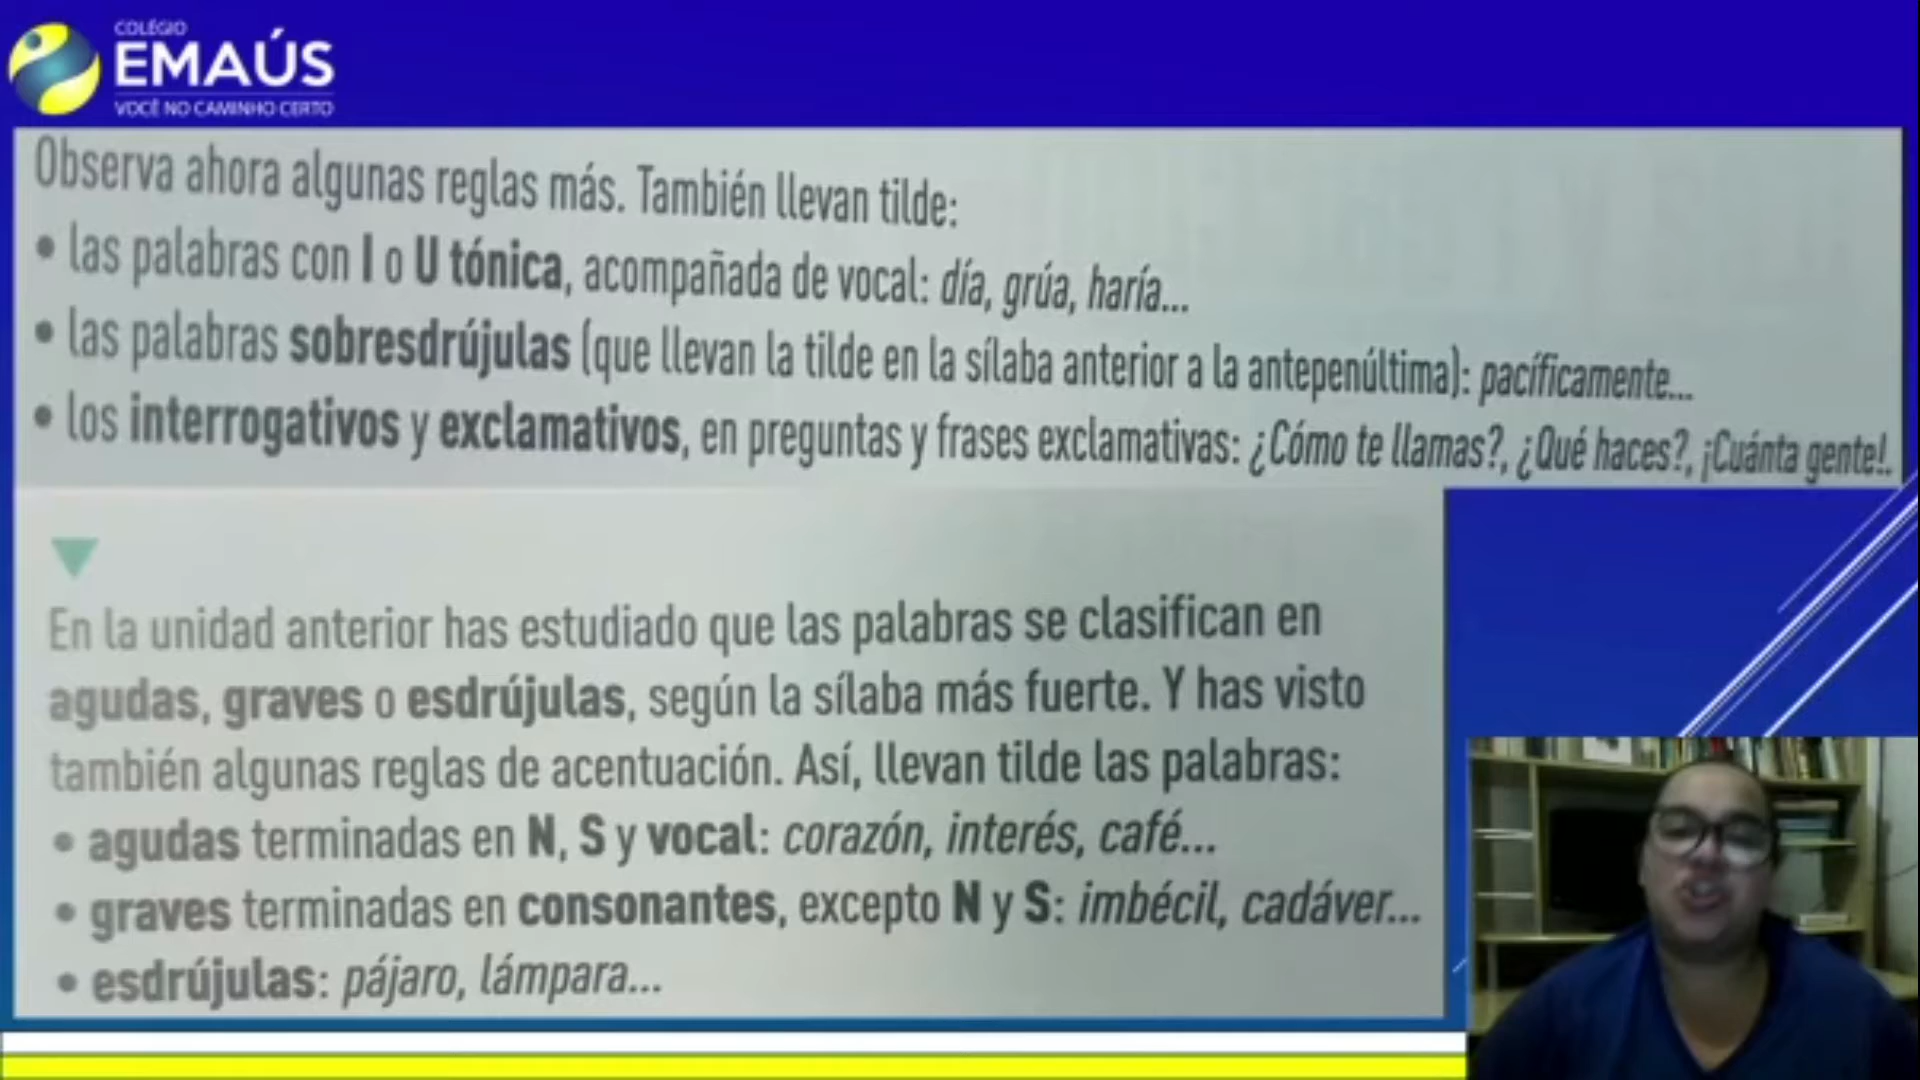 COLÉGIO
EMAÚS
VOCÊ NO CAMINHO CERTO
Observa ahora algunas reglas más. También llevan tilde:
• las palabras con I o U tónica, acompañada de vocal: día, grúa, haría...
• las palabras sobresdrújulas (que llevan la tilde en la sílaba anterior a la antepenúltima): pacíficamente...
• los interrogativos y exclamativos, en preguntas y frases exclamativas: ¿Cómo te llamas?, ¿Qué haces?, ¡Cuánta gente!.
En la unidad anterior has estudiado que las palabras se clasifican en
agudas, graves o esdrújulas, según la sílaba más fuerte. Y has visto
también algunas reglas de acentuación. Así, llevan tilde las palabras:
• agudas terminadas en N, S y vocal: corazón, interés, café...
• graves terminadas en consonantes, excepto N y S: imbécil, cadáver...
• esdrújulas: pájaro, lámpara...